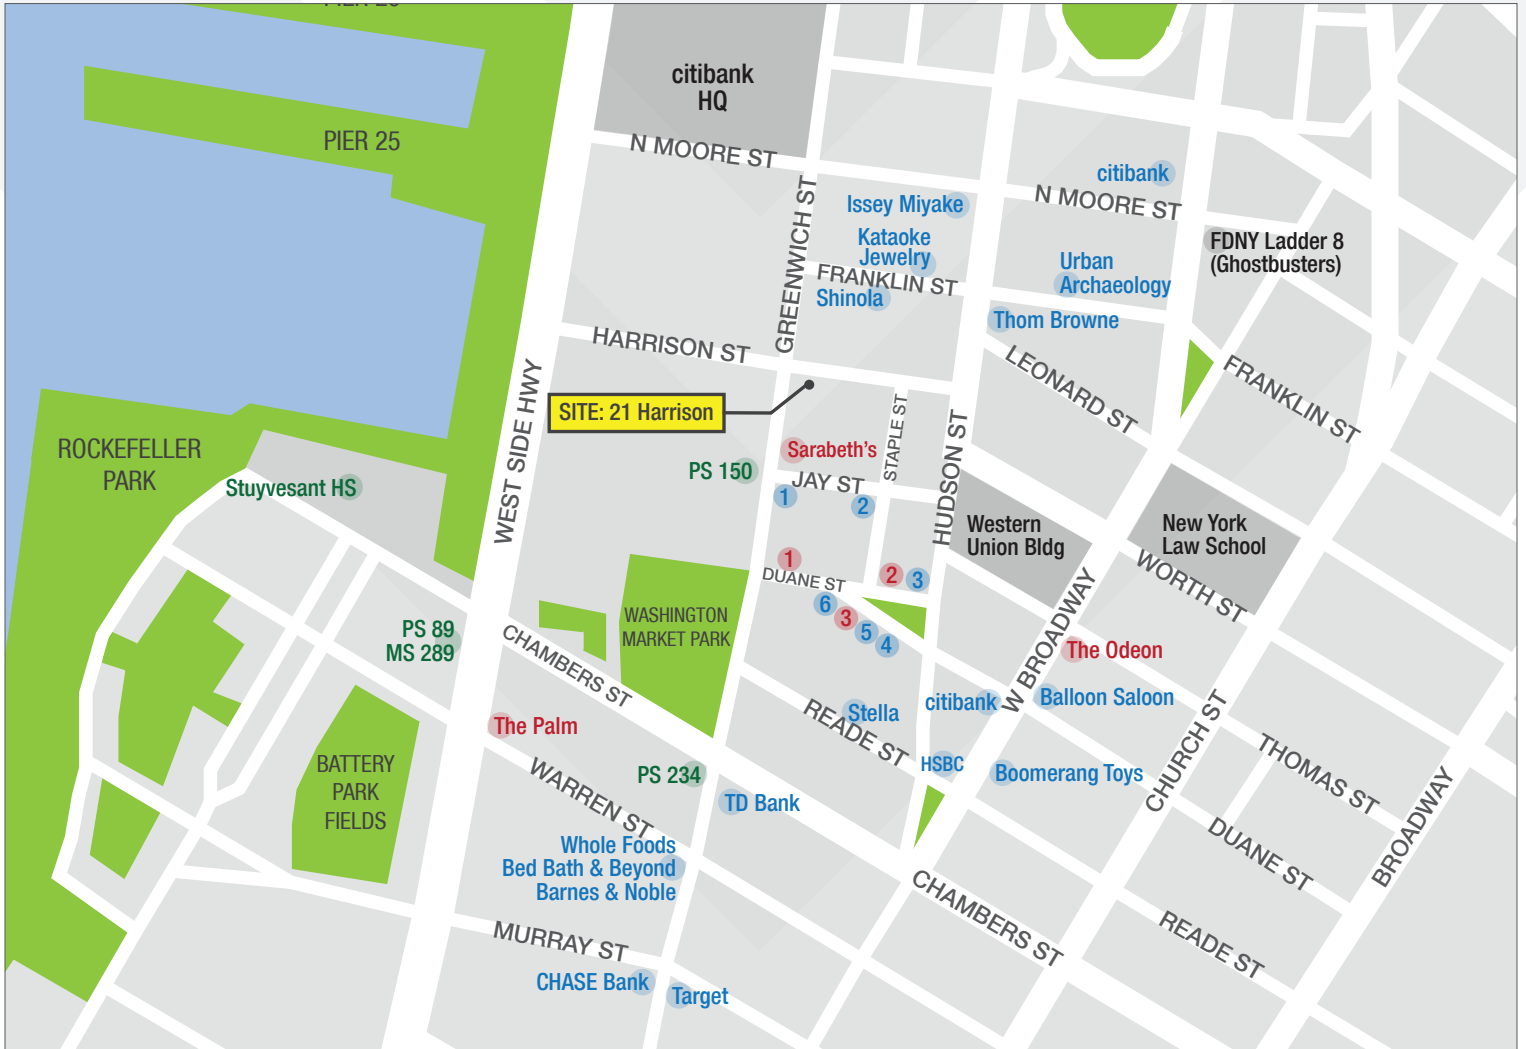 PIER 26
citibank
HQ
PIER 25
N MOORE ST
citibank
N MOORE ST
GREENWICH ST
Issey Miyake
Kataoke
Jewelry
FDNY Ladder 8
(Ghostbusters)
Urban
Archaeology
FRANKLIN ST
Shinola
Thom Browne
HARRISON ST
LEONARD ST
FRANKLIN ST
WEST SIDE HWY
SITE: 21 Harrison
STAPLE ST
HUDSON ST
ROCKEFELLER
PARK
Sarabeth's
PS 150
JAY ST
Stuyvesant HS
1
2
Western
Union Bldg
New York
Law School
WORTH ST
1
DUANE ST
2
3
6
3
5
4
WASHINGTON
MARKET PARK
PS 89
MS 289
CHAMBERS ST
W BROADWAY
The Odeon
Stella
citibank
Balloon Saloon
READE ST
The Palm
CHURCH ST
THOMAS ST
BATTERY
PARK
FIELDS
WARREN ST
PS 234
HSBC
Boomerang Toys
TD Bank
BROADWAY
DUANE ST
Whole Foods
Bed Bath & Beyond
Barnes & Noble
CHAMBERS ST
READE ST
MURRAY ST
CHASE Bank
Target